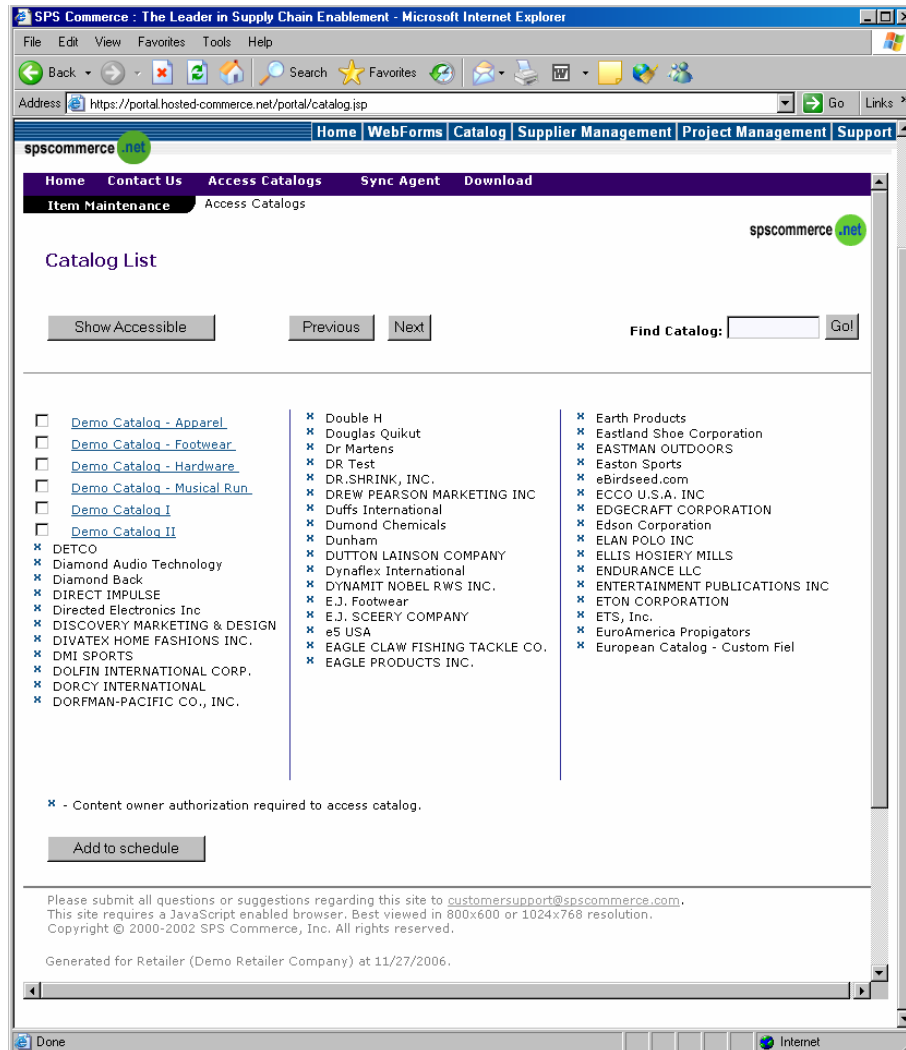 SPS Commerce : The Leader in Supply Chain Enablement - Microsoft Internet Explorer
File Edit View Favorites Tools Help
Back Search Favorites
Address https://portal.hosted-commerce.net/portal/catalog.jsp Go Links »
Home | WebForms | Catalog | Supplier Management | Project Management | Support
spscommerce .net
Home Contact Us Access Catalogs Sync Agent Download
Item Maintenance Access Catalogs
spscommerce .net
Catalog List
Show Accessible Previous Next Find Catalog: Go!
Demo Catalog - Apparel
Demo Catalog - Footwear
Demo Catalog - Hardware
Demo Catalog - Musical Run
Demo Catalog I
Demo Catalog II
× DETCO
× Diamond Audio Technology
× Diamond Back
× DIRECT IMPULSE
× Directed Electronics Inc
× DISCOVERY MARKETING & DESIGN
× DIVATEX HOME FASHIONS INC.
× DMI SPORTS
× DOLFIN INTERNATIONAL CORP.
× DORCY INTERNATIONAL
× DORFMAN-PACIFIC CO., INC.
× Double H
× Douglas Quikut
× Dr Martens
× DR Test
× DR.SHRINK, INC.
× DREW PEARSON MARKETING INC
× Duffs International
× Dumond Chemicals
× Dunham
× DUTTON LAINSON COMPANY
× Dynaflex International
× DYNAMIT NOBEL RWS INC.
× E.J. Footwear
× E.J. SCEERY COMPANY
× e5 USA
× EAGLE CLAW FISHING TACKLE CO.
× EAGLE PRODUCTS INC.
× Earth Products
× Eastland Shoe Corporation
× EASTMAN OUTDOORS
× Easton Sports
× eBirdseed.com
× ECCO U.S.A. INC
× EDGECRAFT CORPORATION
× Edson Corporation
× ELAN POLO INC
× ELLIS HOSIERY MILLS
× ENDURANCE LLC
× ENTERTAINMENT PUBLICATIONS INC
× ETON CORPORATION
× ETS, Inc.
× EuroAmerica Propigators
× European Catalog - Custom Fiel
× - Content owner authorization required to access catalog.
Add to schedule
Please submit all questions or suggestions regarding this site to customersupport@spscommerce.com.
This site requires a JavaScript enabled browser. Best viewed in 800x600 or 1024x768 resolution.
Copyright © 2000-2002 SPS Commerce, Inc. All rights reserved.
Generated for Retailer (Demo Retailer Company) at 11/27/2006.
Done Internet